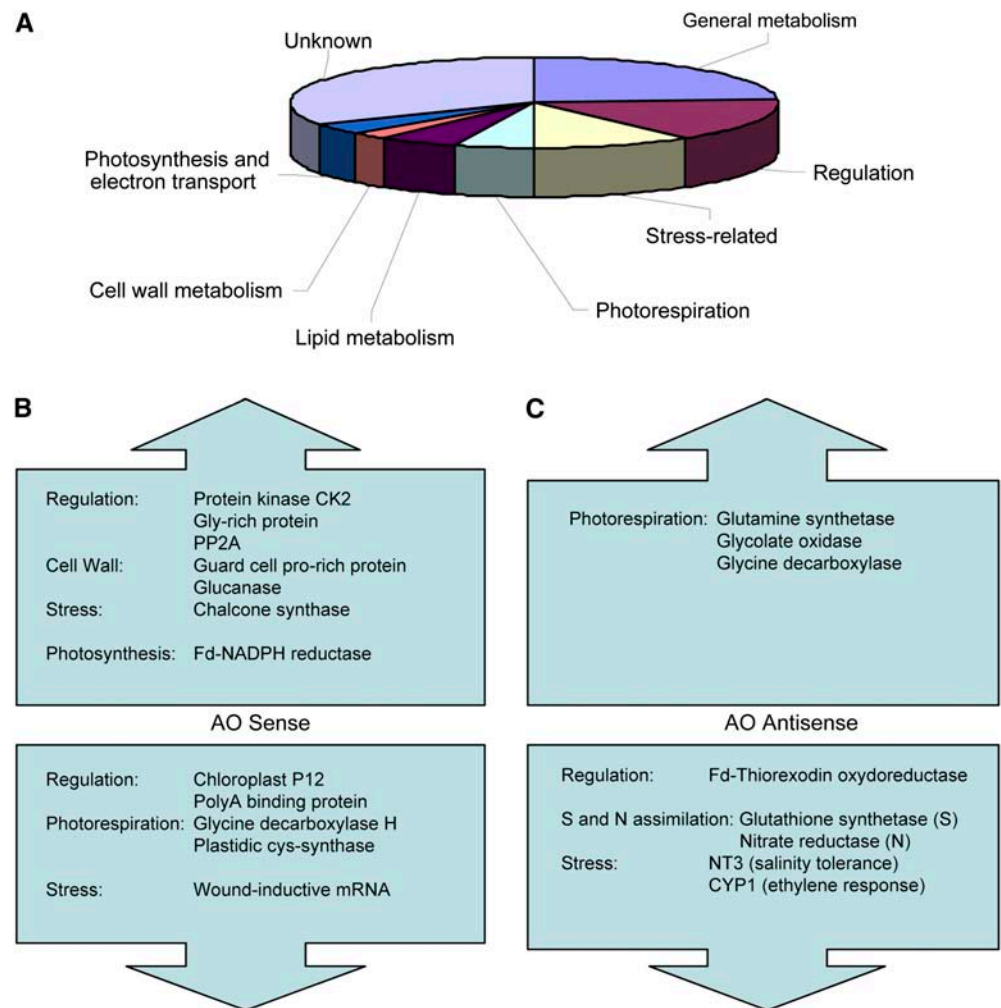 A
General metabolism
Unknown
Photosynthesis and
electron transport
Regulation
Stress-related
Cell wall metabolism
Photorespiration
Lipid metabolism
B
Regulation: Protein kinase CK2
Gly-rich protein
PP2A
Cell Wall: Guard cell pro-rich protein
Glucanase
Stress: Chalcone synthase
Photosynthesis: Fd-NADPH reductase
AO Sense
Regulation: Chloroplast P12
PolyA binding protein
Photorespiration: Glycine decarboxylase H
Plastidic cys-synthase
Stress: Wound-inductive mRNA
C
Photorespiration: Glutamine synthetase
Glycolate oxidase
Glycine decarboxylase
AO Antisense
Regulation: Fd-Thiorexodin oxydoreductase
S and N assimilation: Glutathione synthetase (S)
Nitrate reductase (N)
Stress: NT3 (salinity tolerance)
CYP1 (ethylene response)